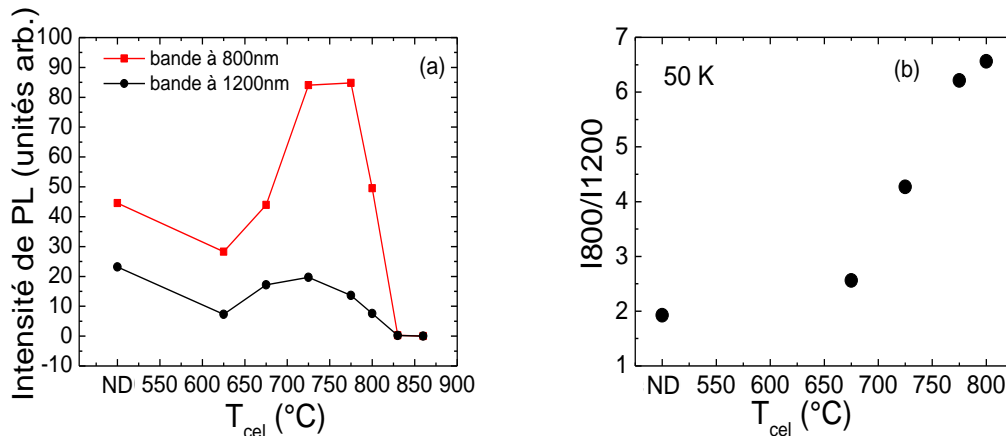 Intensité de PL (unités arb.)
100
90
80
70
60
50
40
30
20
10
0
-10
bande à 800nm
bande à 1200nm
(a)
ND 550 600 650 700 750 800 850 900
T_cel (°C)
I800/I1200
7
6
5
4
3
2
1
50 K
(b)
ND 550 600 650 700 750 800
T_cel (°C)